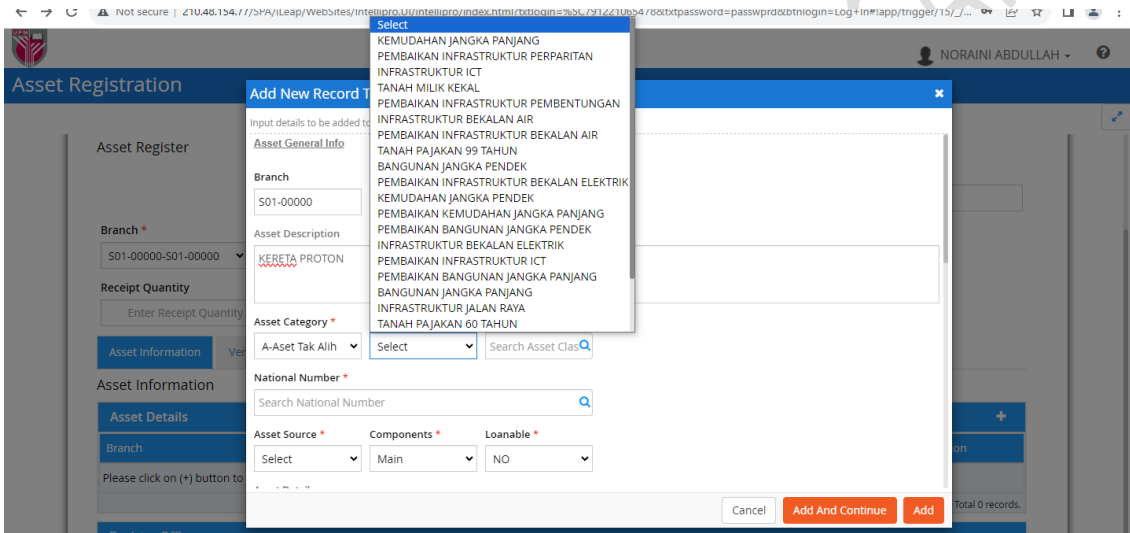 Not secure | 210.48.154.77/SPA/iLeap/WebSites/Intellipro.UI/intellipro/index.html?txtlogin=%5C791221065478&txtpassword=passwprd&btnlogin=Log+In#!app/trigger/15/_/...
UPM
NORAINI ABDULLAH
Asset Registration
Add New Record T
Input details to be added to
Asset General Info
Asset Register
Branch
S01-00000
Branch *
Asset Description
S01-00000-S01-00000
KERETA PROTON
Receipt Quantity
Enter Receipt Quantity
Asset Category *
A-Aset Tak Alih
Select
Search Asset Clas
Select
KEMUDAHAN JANGKA PANJANG
PEMBAIKAN INFRASTRUKTUR PERPARITAN
INFRASTRUKTUR ICT
TANAH MILIK KEKAL
PEMBAIKAN INFRASTRUKTUR PEMBENTUNGAN
INFRASTRUKTUR BEKALAN AIR
PEMBAIKAN INFRASTRUKTUR BEKALAN AIR
TANAH PAJAKAN 99 TAHUN
BANGUNAN JANGKA PENDEK
PEMBAIKAN INFRASTRUKTUR BEKALAN ELEKTRIK
KEMUDAHAN JANGKA PENDEK
PEMBAIKAN KEMUDAHAN JANGKA PANJANG
PEMBAIKAN BANGUNAN JANGKA PENDEK
INFRASTRUKTUR BEKALAN ELEKTRIK
PEMBAIKAN INFRASTRUKTUR ICT
PEMBAIKAN BANGUNAN JANGKA PANJANG
BANGUNAN JANGKA PANJANG
INFRASTRUKTUR JALAN RAYA
TANAH PAJAKAN 60 TAHUN
Asset Information
Ver
Asset Information
National Number *
Search National Number
Asset Details
Asset Source *
Components *
Loanable *
Branch
on
Select
Main
NO
Please click on (+) button to
Cancel
Add And Continue
Add
Total 0 records.